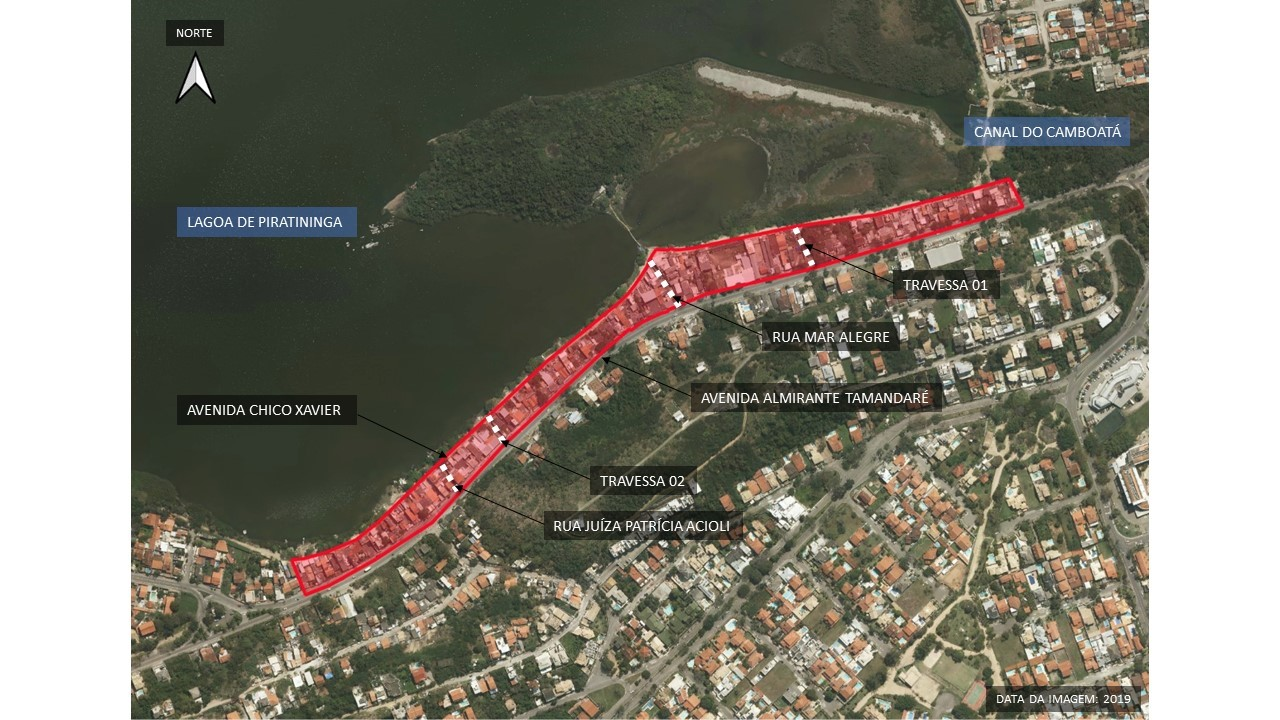 NORTE
CANAL DO CAMBOATÁ
LAGOA DE PIRATININGA
TRAVESSA 01
RUA MAR ALEGRE
AVENIDA ALMIRANTE TAMANDARÉ
AVENIDA CHICO XAVIER
TRAVESSA 02
RUA JUÍZA PATRÍCIA ACIOLI
DATA DA IMAGEM: 2019